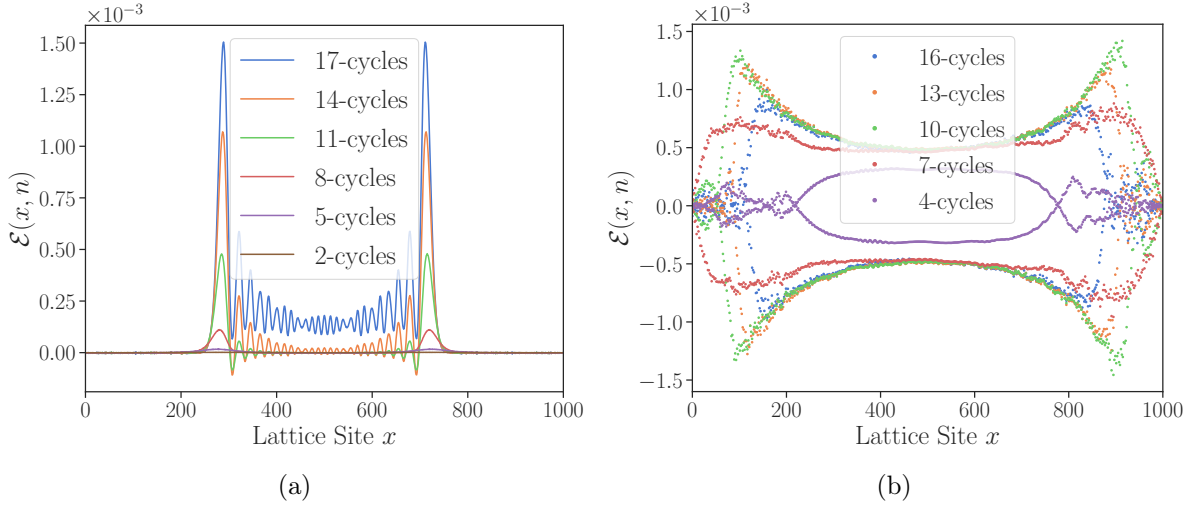 ×10⁻³
1.50
1.25
1.00
0.75
0.50
0.25
0.00
ℰ(x, n)
17-cycles
14-cycles
11-cycles
8-cycles
5-cycles
2-cycles
0 200 400 600 800 1000
Lattice Site x
(a)
×10⁻³
1.5
1.0
0.5
0.0
−0.5
−1.0
−1.5
ℰ(x, n)
16-cycles
13-cycles
10-cycles
7-cycles
4-cycles
0 200 400 600 800 1000
Lattice Site x
(b)